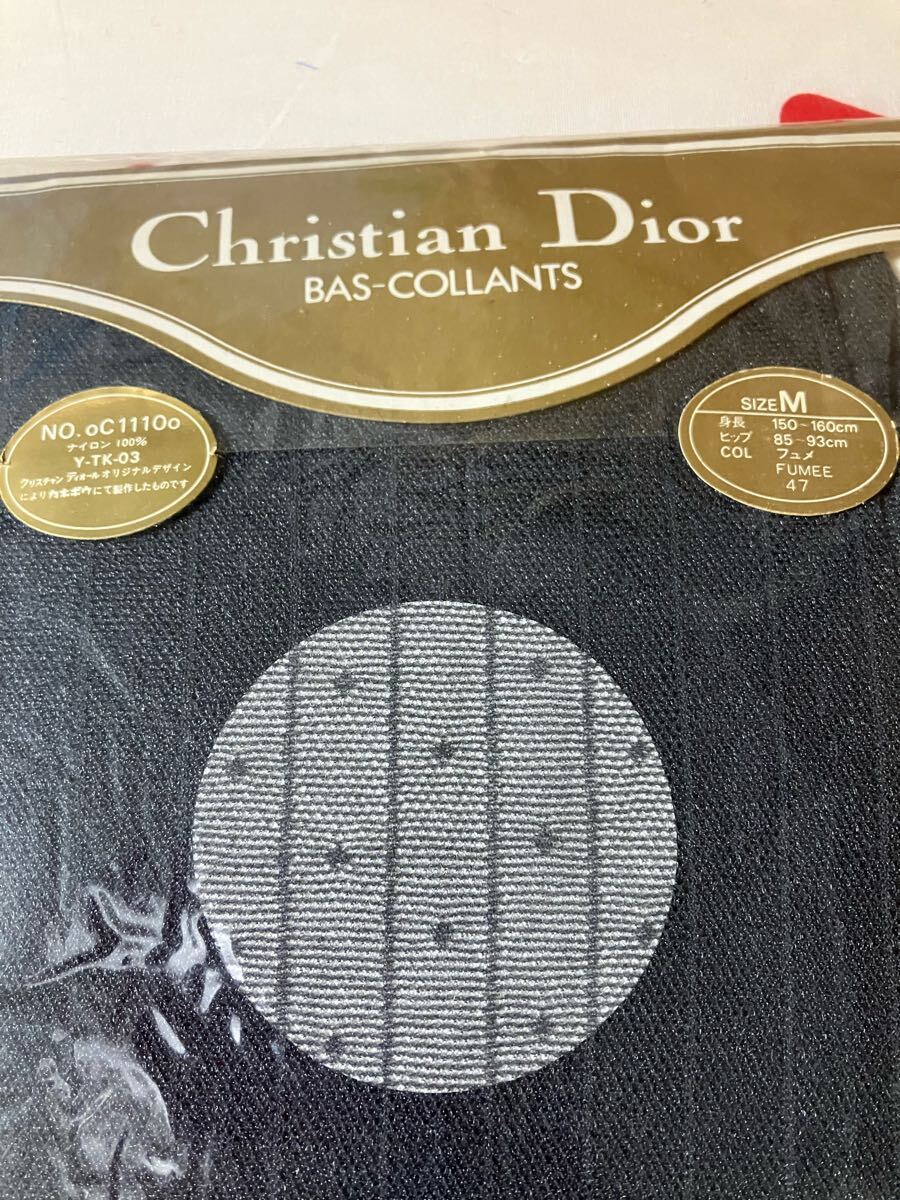 Christian Dior
BAS-COLLANTS
NO. oC1110o
ナイロン 100%
Y-TK-03
クリスチャン ディオール オリジナルデザイン
によりカネボウにて製作したものです
SIZE M
身長 150~160cm
ヒップ 85~93cm
COL フュメ
FUMEE
47